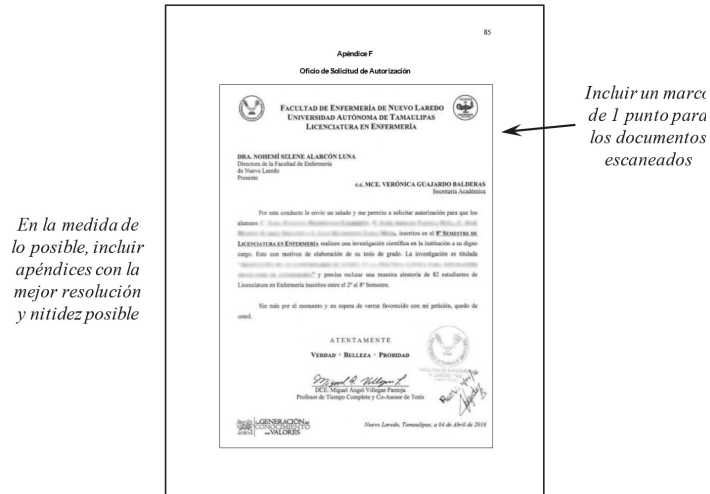 85
Apéndice F
Oficio de Solicitud de Autorización
FACULTAD DE ENFERMERÍA DE NUEVO LAREDO
UNIVERSIDAD AUTÓNOMA DE TAMAULIPAS
LICENCIATURA EN ENFERMERÍA
DRA. NOHEMÍ SELENE ALARCÓN LUNA
Directora de la Facultad de Enfermería
de Nuevo Laredo
Presente
c.c. MCE. VERÓNICA GUAJARDO BALDERAS
Secretaria Académica
Por este conducto le envío un saludo y me permito a solicitar autorización para que los
alumnos C.
inscritos en el 8º SEMESTRE DE
LICENCIATURA EN ENFERMERÍA realicen una investigación científica en la institución a su digno
cargo. Esto con motivos de elaboración de su tesis de grado. La investigación es titulada
" y precisa reclutar una muestra aleatoria de 82 estudiantes de
Licenciatura en Enfermería inscritos entre el 2º al 8º Semestre.
Sin más por el momento y en espera de verme favorecido con mi petición, quedo de
usted.
ATENTAMENTE
VERDAD - BELLEZA - PROBIDAD
DCE. Miguel Ángel Villegas Pantoja
Profesor de Tiempo Completo y Co-Asesor de Tesis
LA GENERACIÓN DEL
CONOCIMIENTO
CON VALORES
Nuevo Laredo, Tamaulipas, a 04 de Abril de 2016
Incluir un marco
de 1 punto para
los documentos
escaneados
En la medida de
lo posible, incluir
apéndices con la
mejor resolución
y nitidez posible